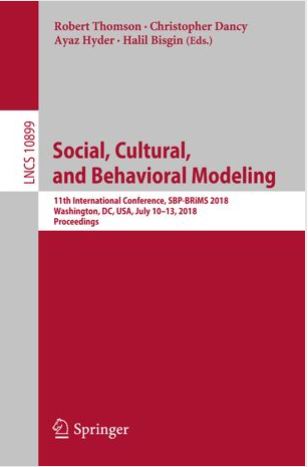 Robert Thomson · Christopher Dancy
Ayaz Hyder · Halil Bisgin (Eds.)
LNCS 10899
Social, Cultural,
and Behavioral Modeling
11th International Conference, SBP-BRiMS 2018
Washington, DC, USA, July 10–13, 2018
Proceedings
Springer